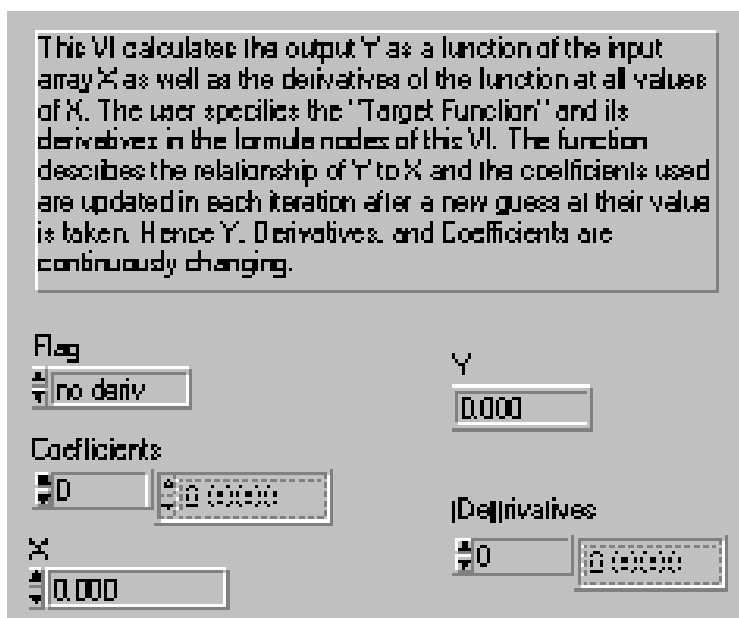 This VI calculates the output Y as a function of the input
array X as well as the derivatives of the function at all values
of X. The user specifies the "Target Function" and its
derivatives in the formula nodes of this VI. The function
describes the relationship of Y to X and the coefficients used
are updated in each iteration after a new guess at their value
is taken. Hence Y, Derivatives, and Coefficients are
continuously changing.
Flag
no deriv
Y
0.000
Coefficients
0
X
0.000
0